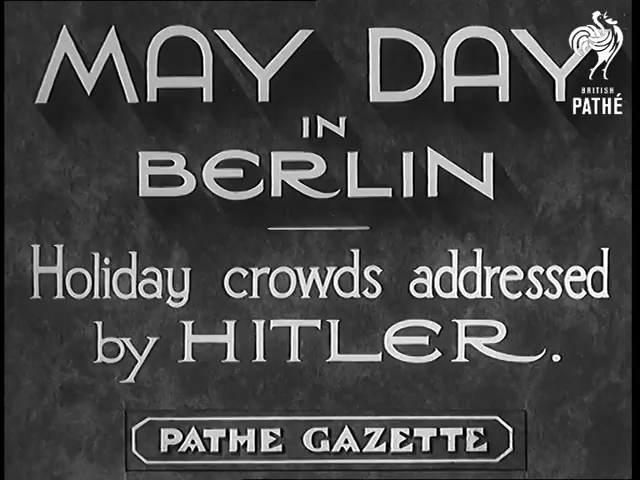 MAY DAY
IN
BERLIN
Holiday crowds addressed
by HITLER.
PATHE GAZETTE
BRITISH
PATHÉ